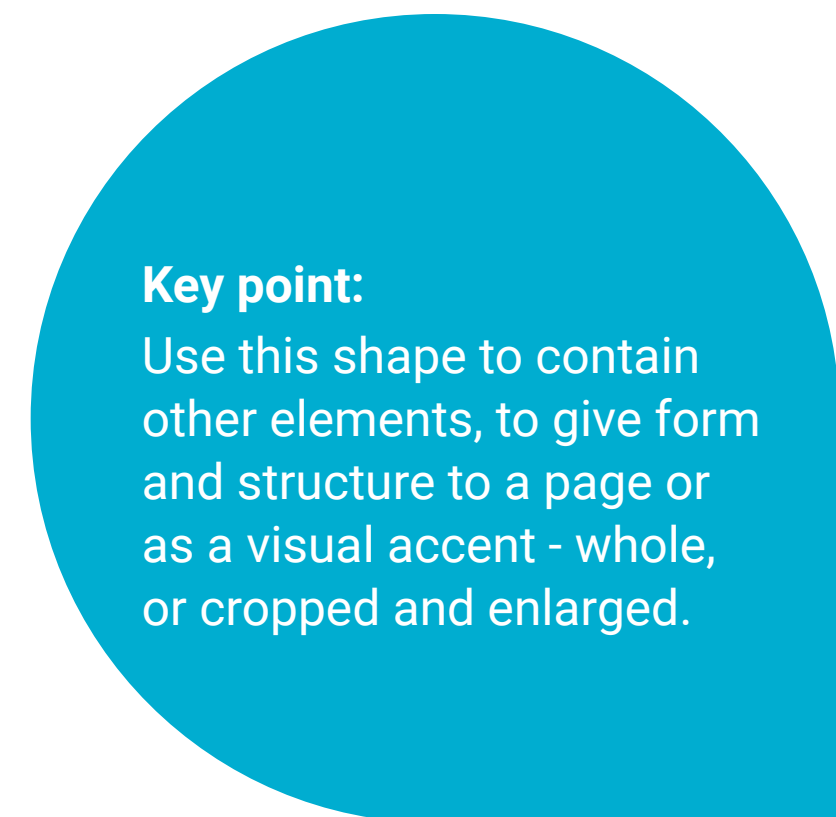 Key point:
Use this shape to contain
other elements, to give form
and structure to a page or
as a visual accent - whole,
or cropped and enlarged.